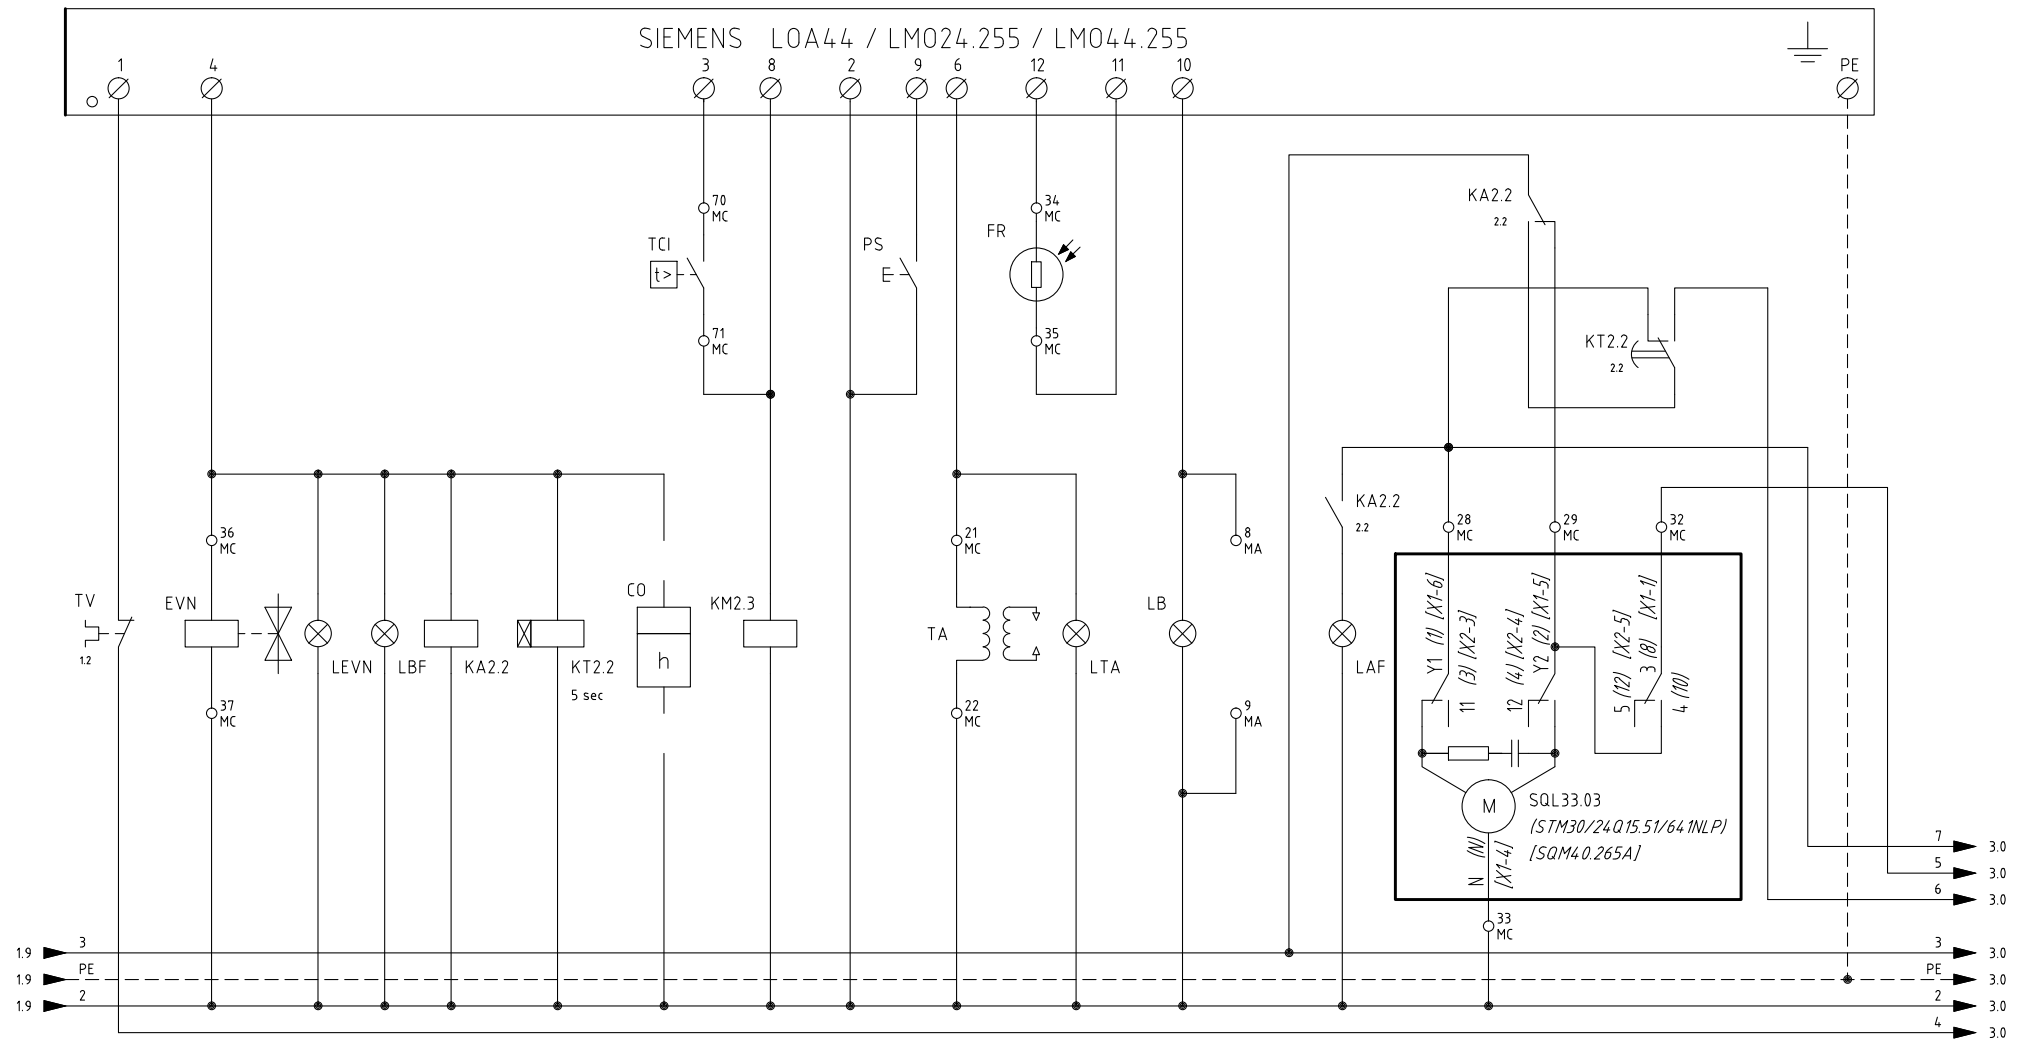 SIEMENS LOA44 / LMO24.255 / LMO44.255
1 4 3 8 2 9 6 12 11 10 PE
KA2.2
2.2
70
MC
34
MC
TCI
t>
PS
FR
71
MC
35
MC
KT2.2
2.2
KA2.2
2.2
28
MC
29
MC
32
MC
36
MC
21
MC
8
MA
TV
1.2
EVN
CO
KM2.3
LB
TA
h
LEVN LBF KA2.2 KT2.2
5 sec
LTA
LAF
37
MC
22
MC
9
MA
Y1 (1) [X1-6]
11 (3) [X2-3]
12 (4) [X2-4]
Y2 (2) [X1-5]
5 (12) [X2-5]
3 (8) [X1-1]
4 (10)
M
SQL33.03
(STM30/24Q15.51/641NLP)
[SQM40.265A]
N (N)
[X1-4]
33
MC
7 3.0
5 3.0
6 3.0
1.9 3 3 3.0
1.9 PE PE 3.0
1.9 2 2 3.0
4 3.0